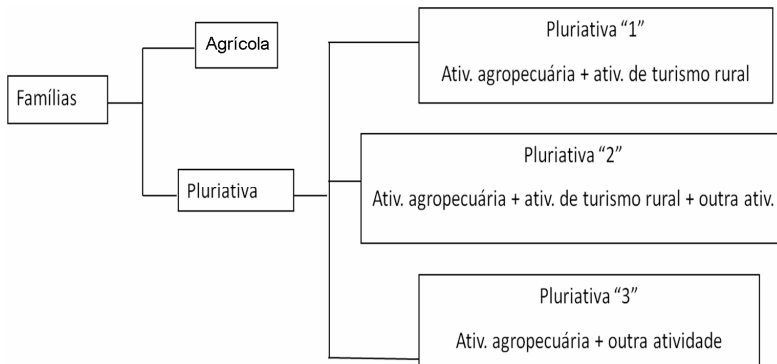 Famílias
Agrícola
Pluriativa
Pluriativa “1”
Ativ. agropecuária + ativ. de turismo rural
Pluriativa “2”
Ativ. agropecuária + ativ. de turismo rural + outra ativ.
Pluriativa “3”
Ativ. agropecuária + outra atividade